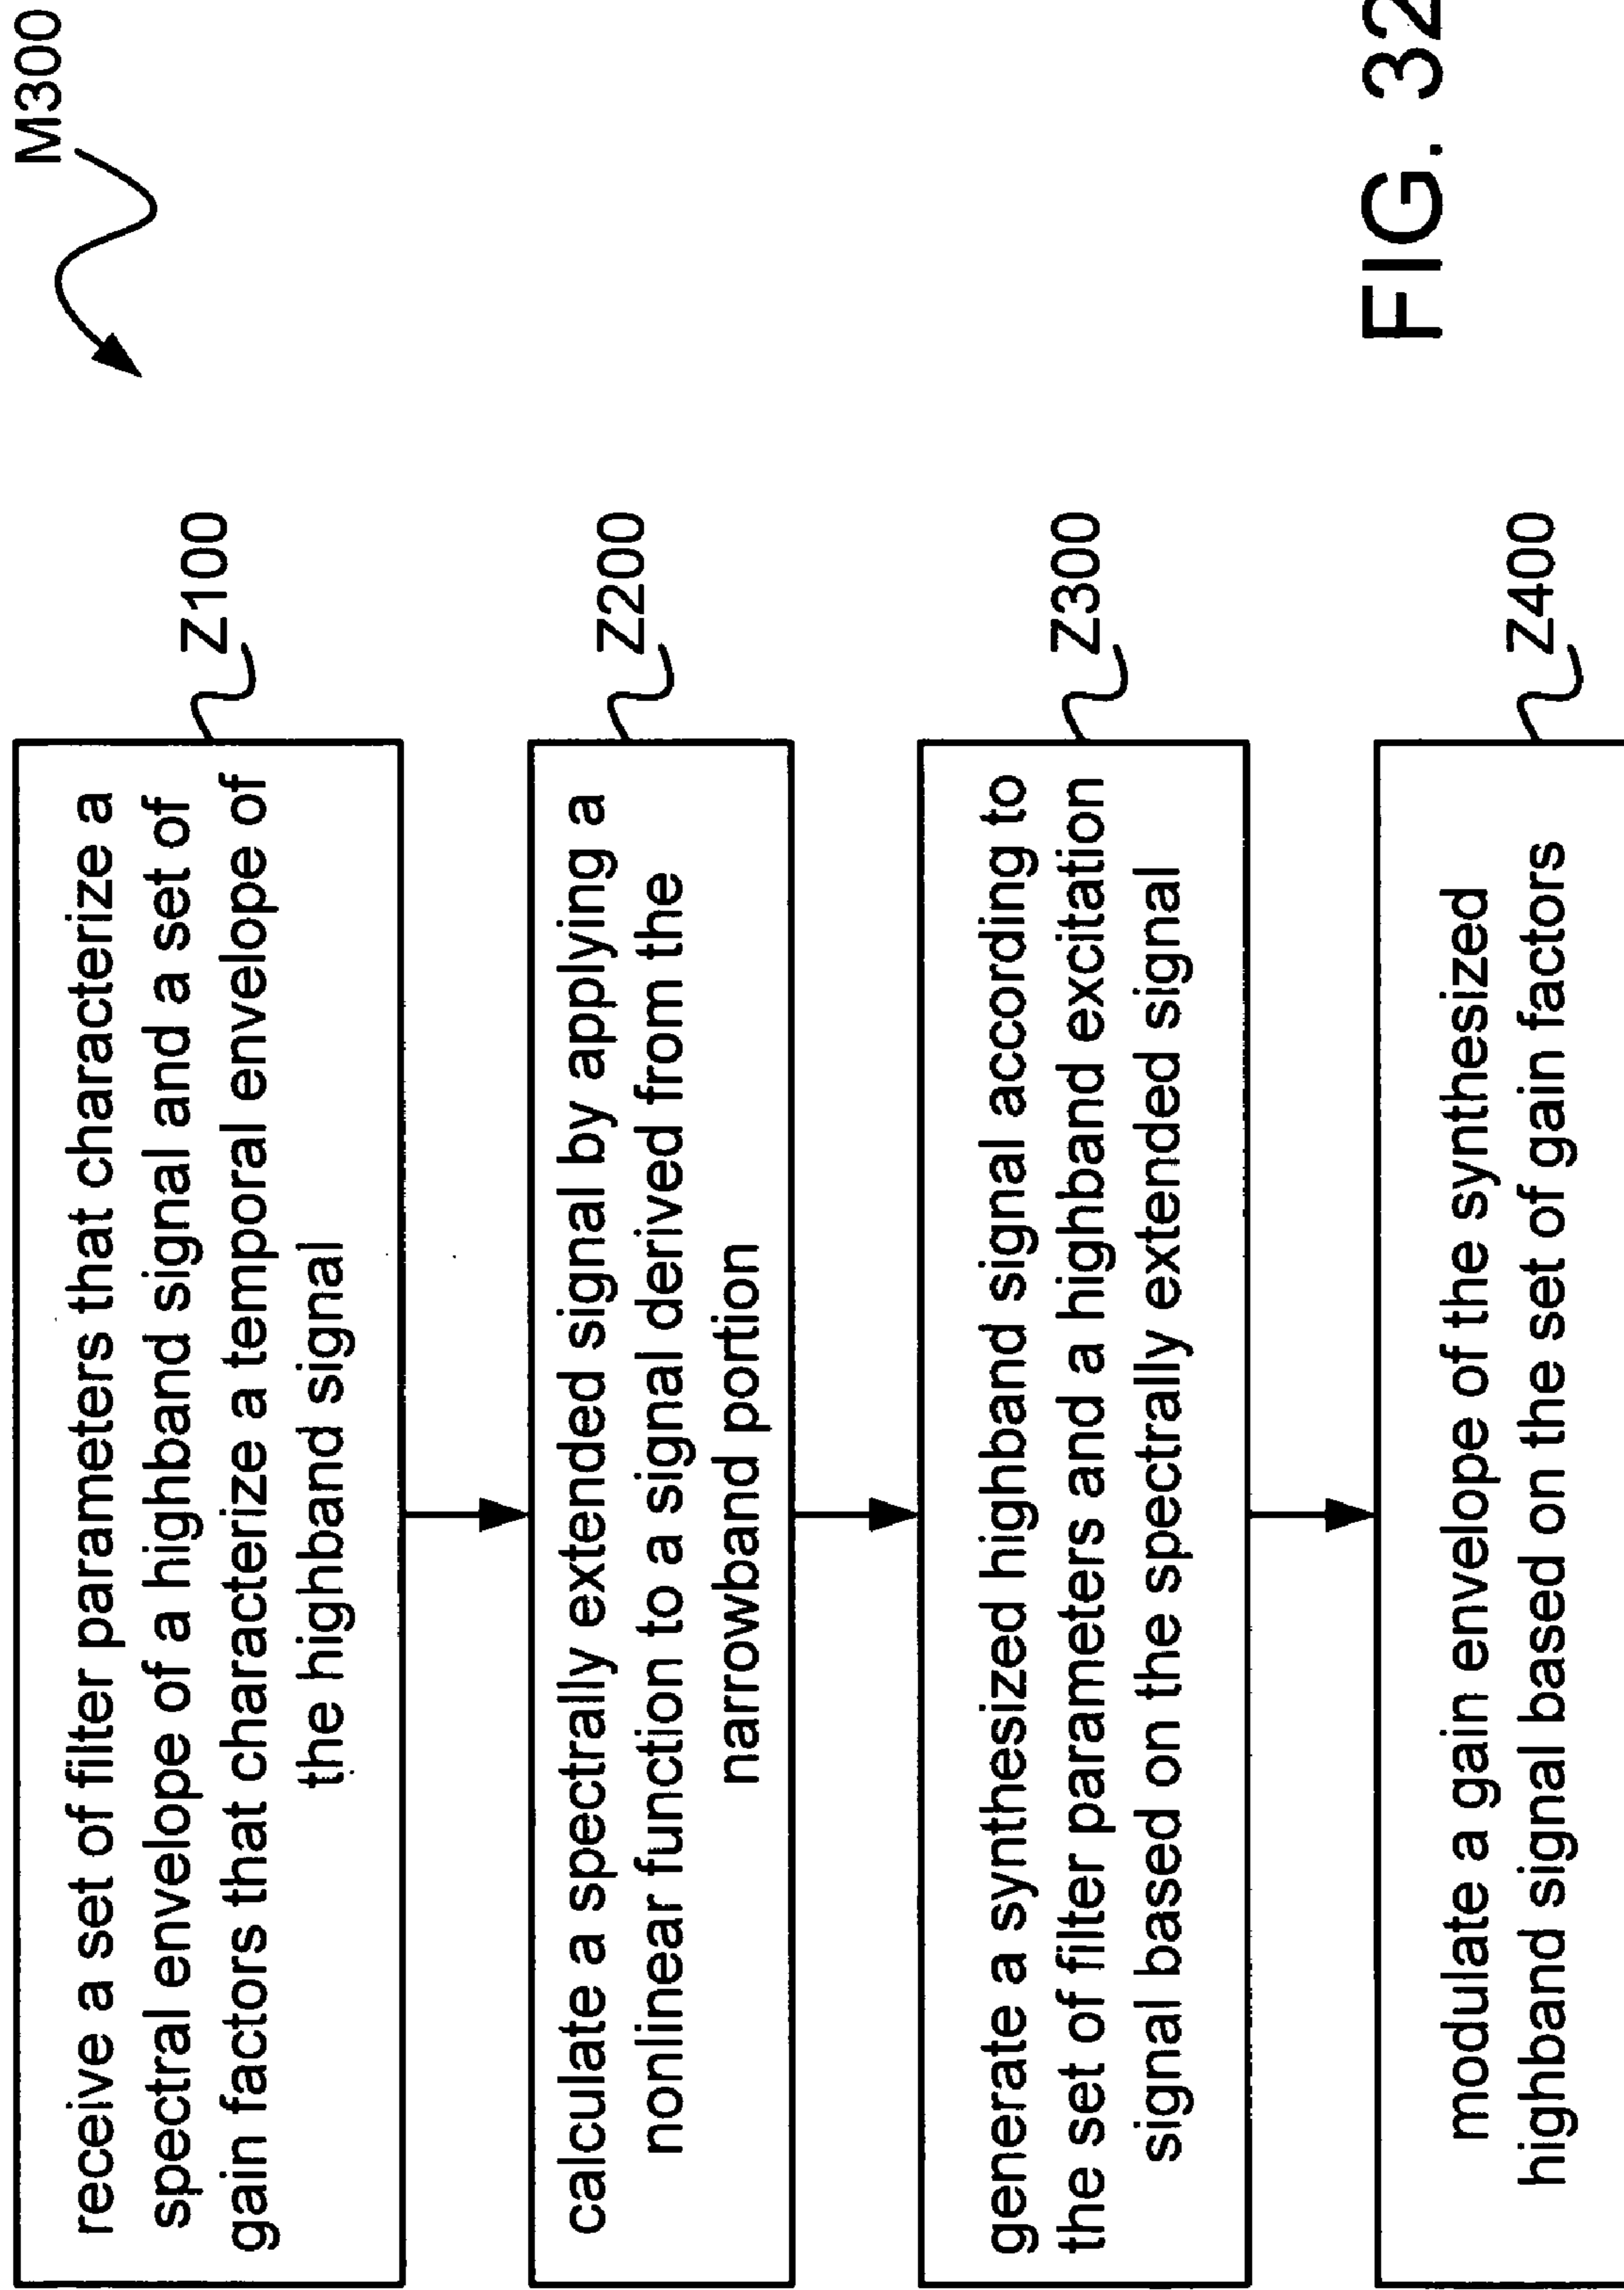 M300
receive a set of filter parameters that characterize a
spectral envelope of a highband signal and a set of
gain factors that characterize a temporal envelope of
the highband signal
Z100
calculate a spectrally extended signal by applying a
nonlinear function to a signal derived from the
narrowband portion
Z200
generate a synthesized highband signal according to
the set of filter parameters and a highband excitation
signal based on the spectrally extended signal
Z300
modulate a gain envelope of the synthesized
highband signal based on the set of gain factors
Z400
FIG. 32